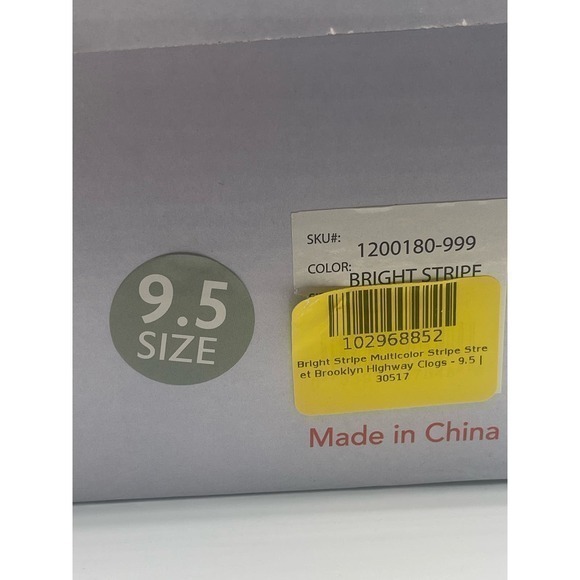 9.5
SIZE
SKU#:
1200180-999
COLOR:
BRIGHT STRIPE
102968852
Bright Stripe Multicolor Stripe Stre
et Brooklyn Highway Clogs - 9.5 |
30517
Made in China